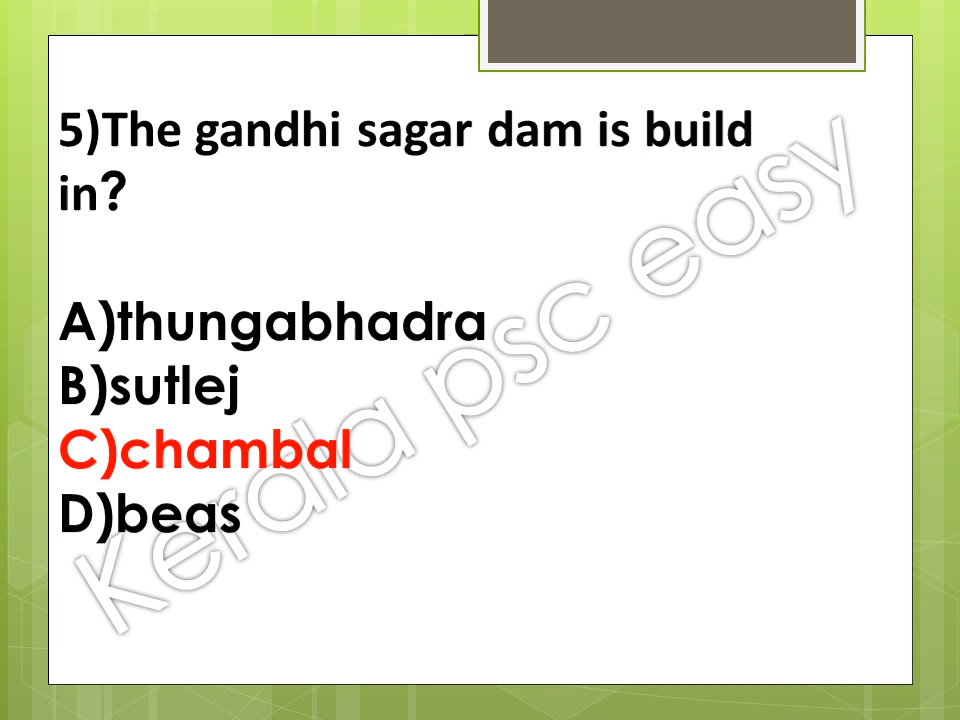 5)The gandhi sagar dam is build
in?
A)thungabhadra
B)sutlej
C)chambal
D)beas
Kerala psc easy